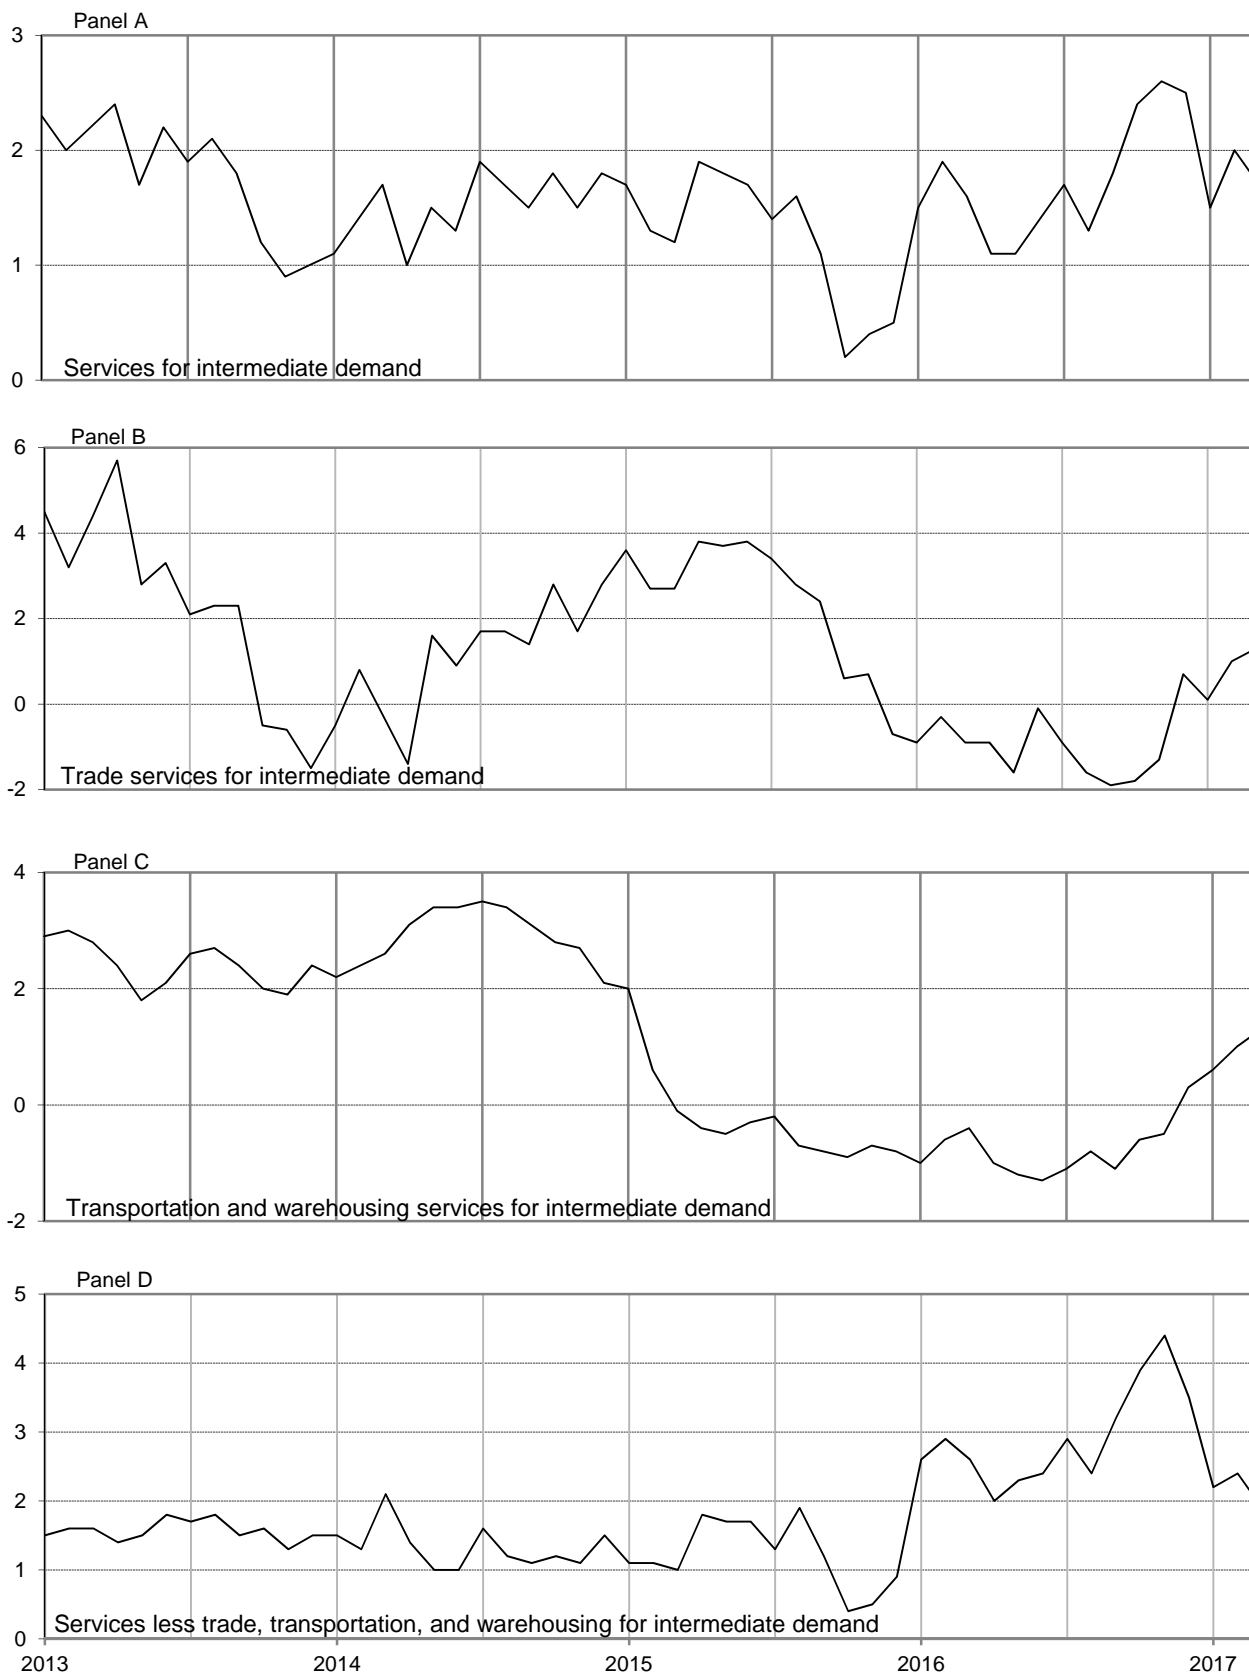 Panel A
3
2
1
0
Services for intermediate demand
Panel B
6
4
2
0
-2
Trade services for intermediate demand
Panel C
4
2
0
-2
Transportation and warehousing services for intermediate demand
Panel D
5
4
3
2
1
0
Services less trade, transportation, and warehousing for intermediate demand
2013 2014 2015 2016 2017